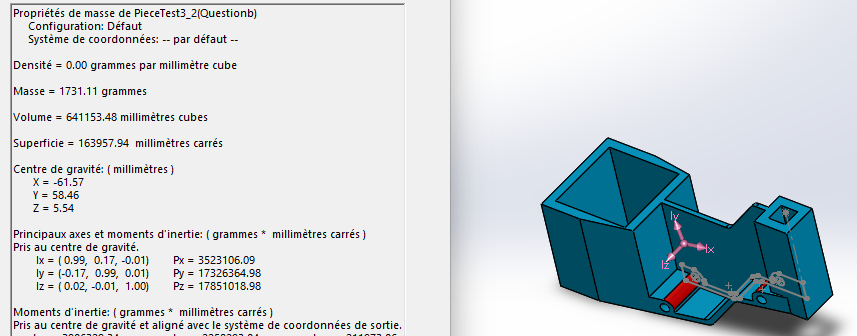 Propriétés de masse de PieceTest3_2(Questionb)
Configuration: Défaut
Système de coordonnées: -- par défaut --
Densité = 0.00 grammes par millimètre cube
Masse = 1731.11 grammes
Volume = 641153.48 millimètres cubes
Superficie = 163957.94 millimètres carrés
Centre de gravité: ( millimètres )
X = -61.57
Y = 58.46
Z = 5.54
Principaux axes et moments d'inertie: ( grammes * millimètres carrés )
Pris au centre de gravité.
Ix = ( 0.99, 0.17, -0.01) Px = 3523106.09
Iy = (-0.17, 0.99, 0.01) Py = 17326364.98
Iz = ( 0.02, -0.01, 1.00) Pz = 17851018.98
Moments d'inertie: ( grammes * millimètres carrés )
Pris au centre de gravité et aligné avec le système de coordonnées de sortie.
Iy
Ix
Iz